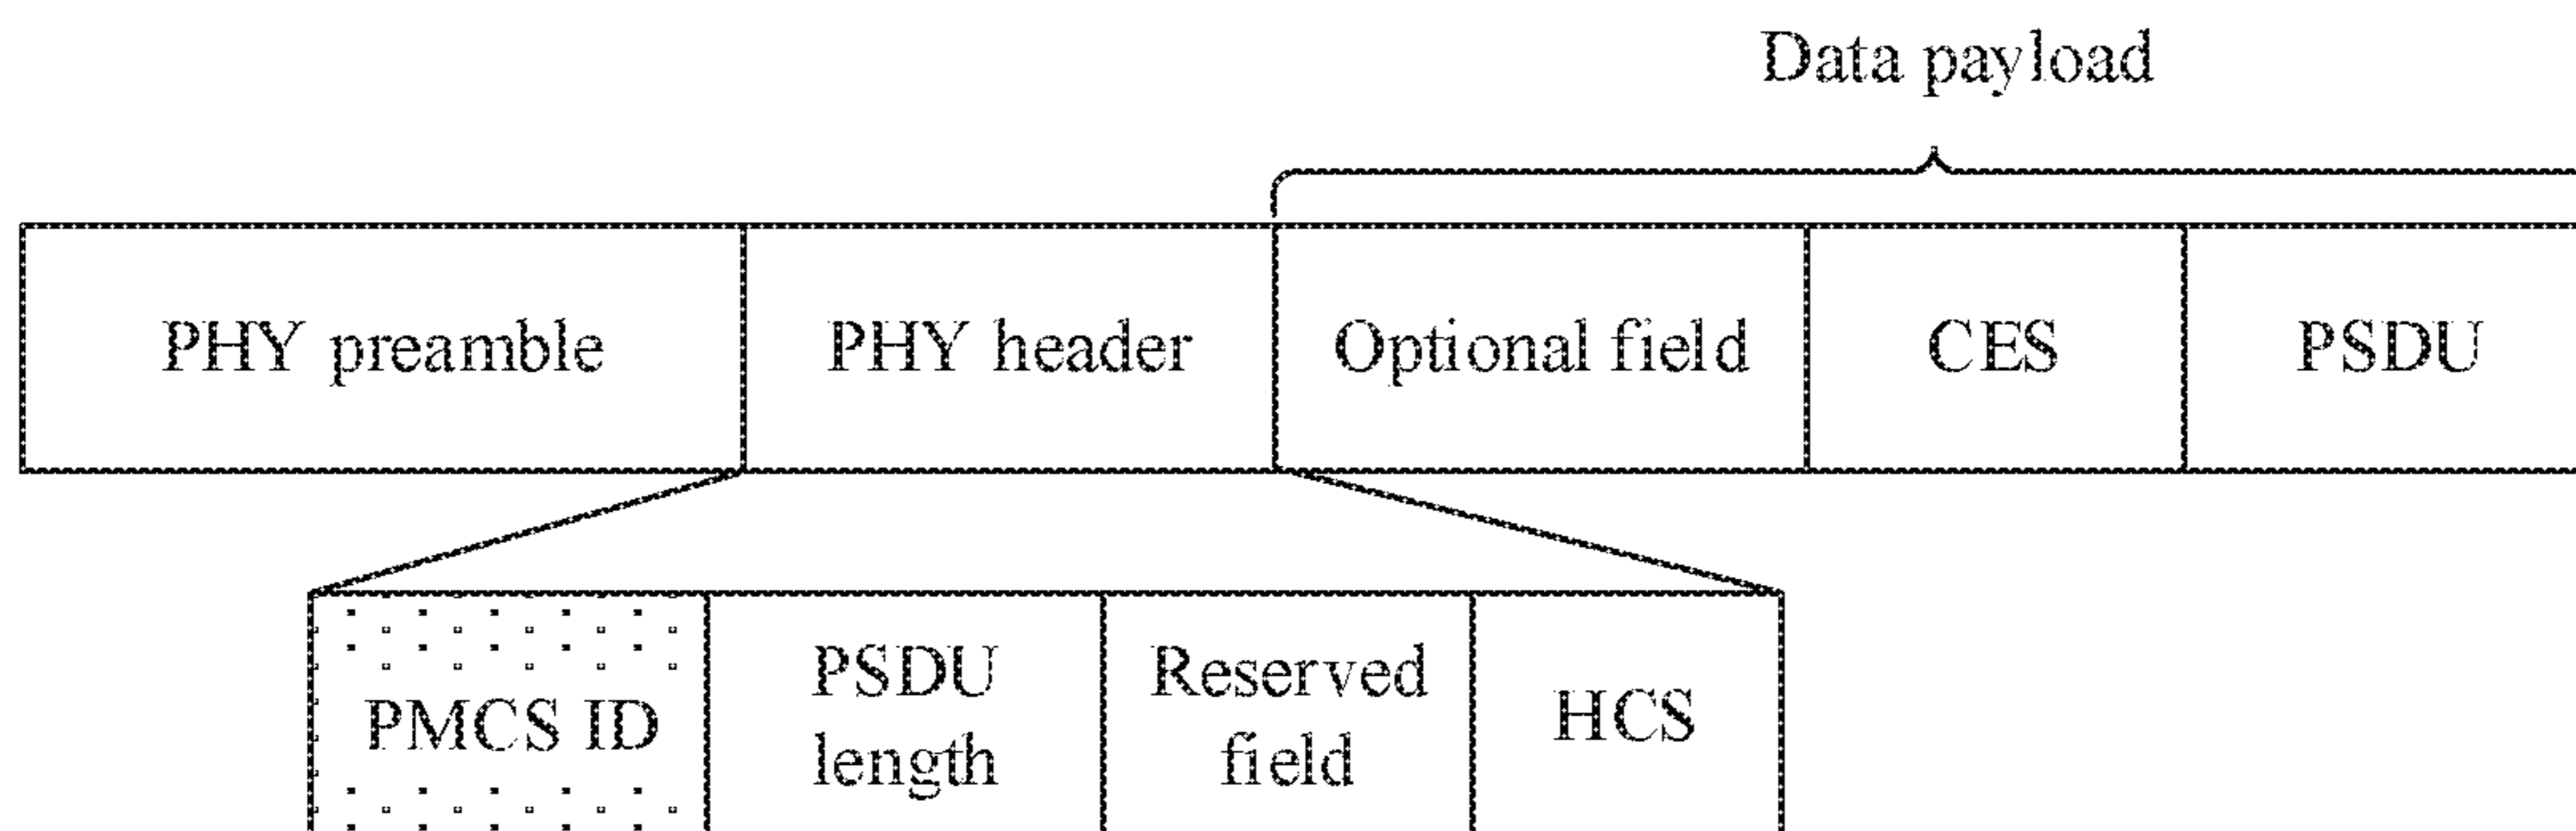 Data payload
PHY preamble PHY header Optional field CES PSDU
PMCS ID PSDU length Reserved field HCS